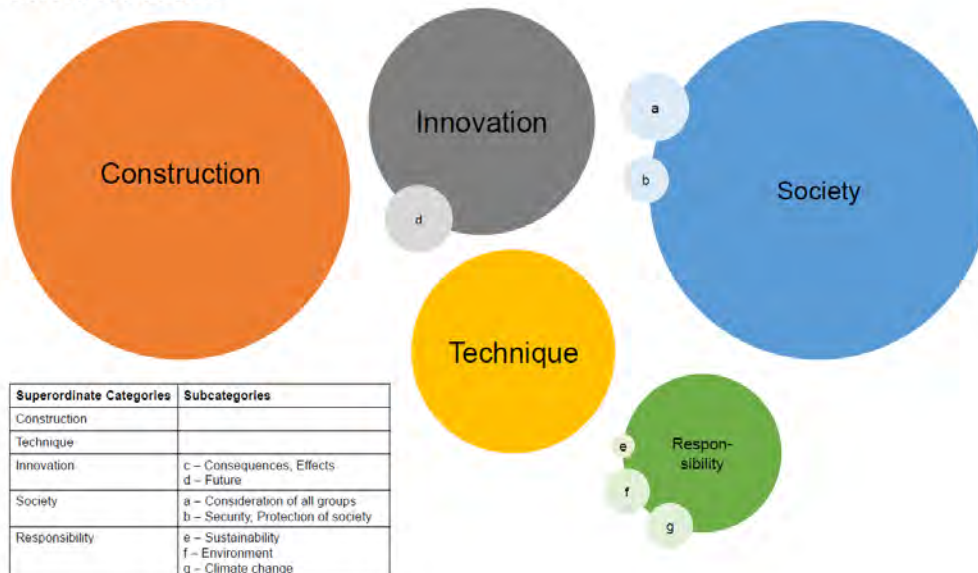 Construction
Innovation
a
b
Society
d
Technique
Respon-
sibility
e
f
g
Superordinate Categories Subcategories
Construction
Technique
Innovation c – Consequences, Effects
d – Future
Society a – Consideration of all groups
b – Security, Protection of society
Responsibility e – Sustainability
f – Environment
g – Climate change